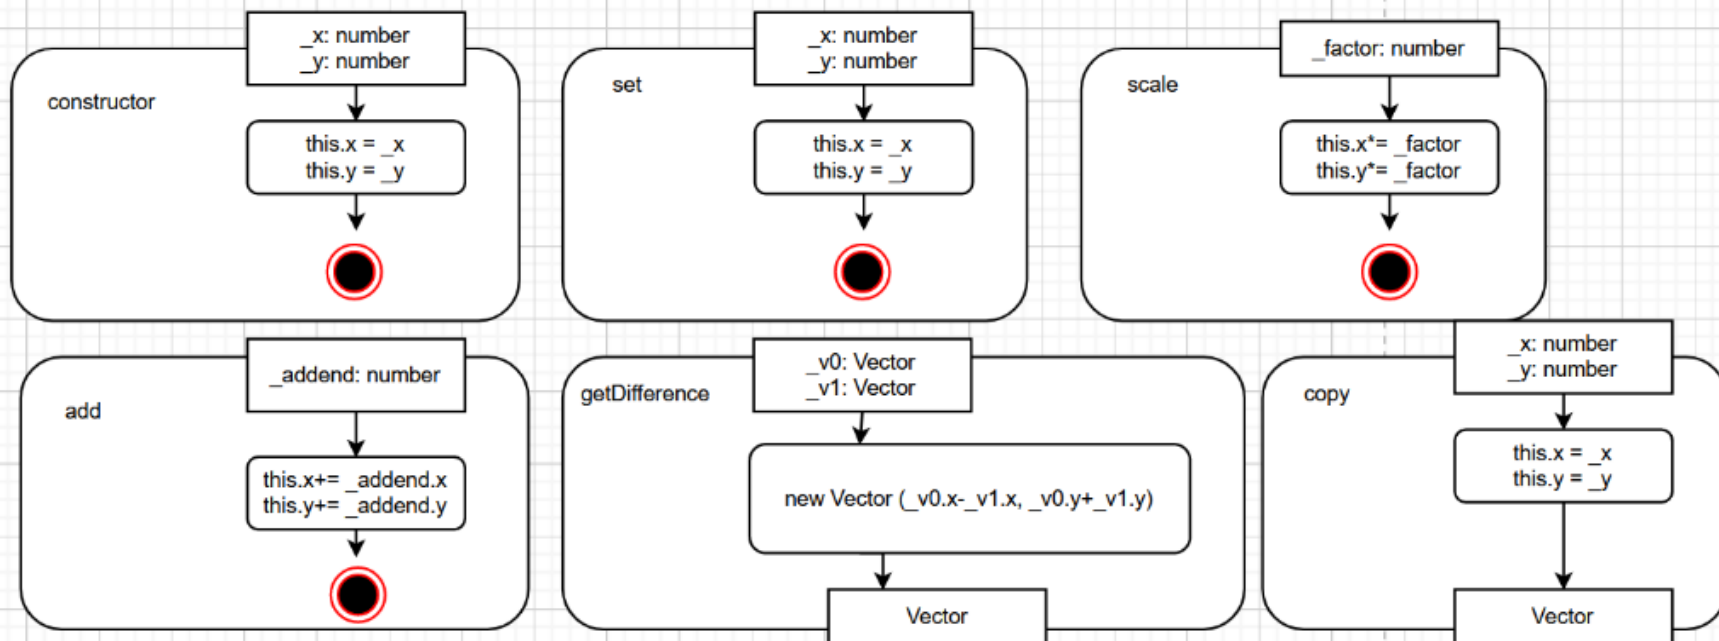 constructor
_x: number
_y: number
this.x = _x
this.y = _y
set
_x: number
_y: number
this.x = _x
this.y = _y
scale
_factor: number
this.x*= _factor
this.y*= _factor
add
_addend: number
this.x+= _addend.x
this.y+= _addend.y
getDifference
_v0: Vector
_v1: Vector
new Vector (_v0.x-_v1.x, _v0.y+_v1.y)
Vector
copy
_x: number
_y: number
this.x = _x
this.y = _y
Vector